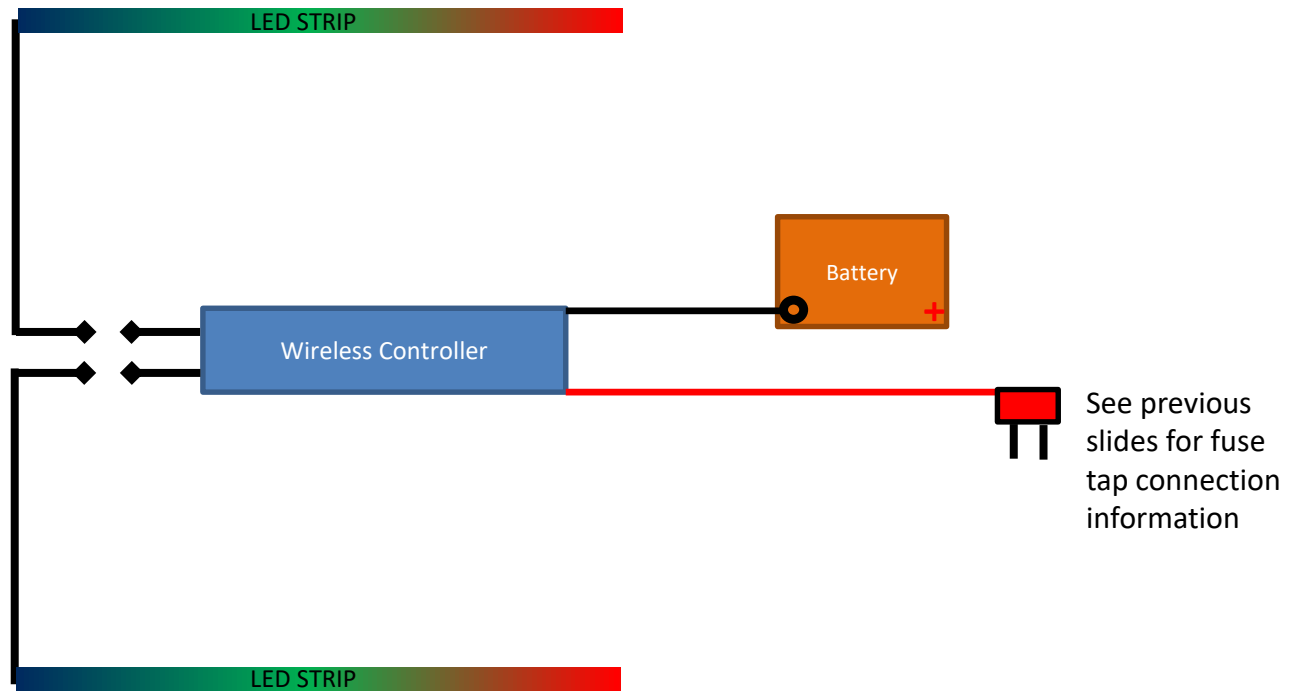 LED STRIP
Battery
+
Wireless Controller
See previous
slides for fuse
tap connection
information
LED STRIP